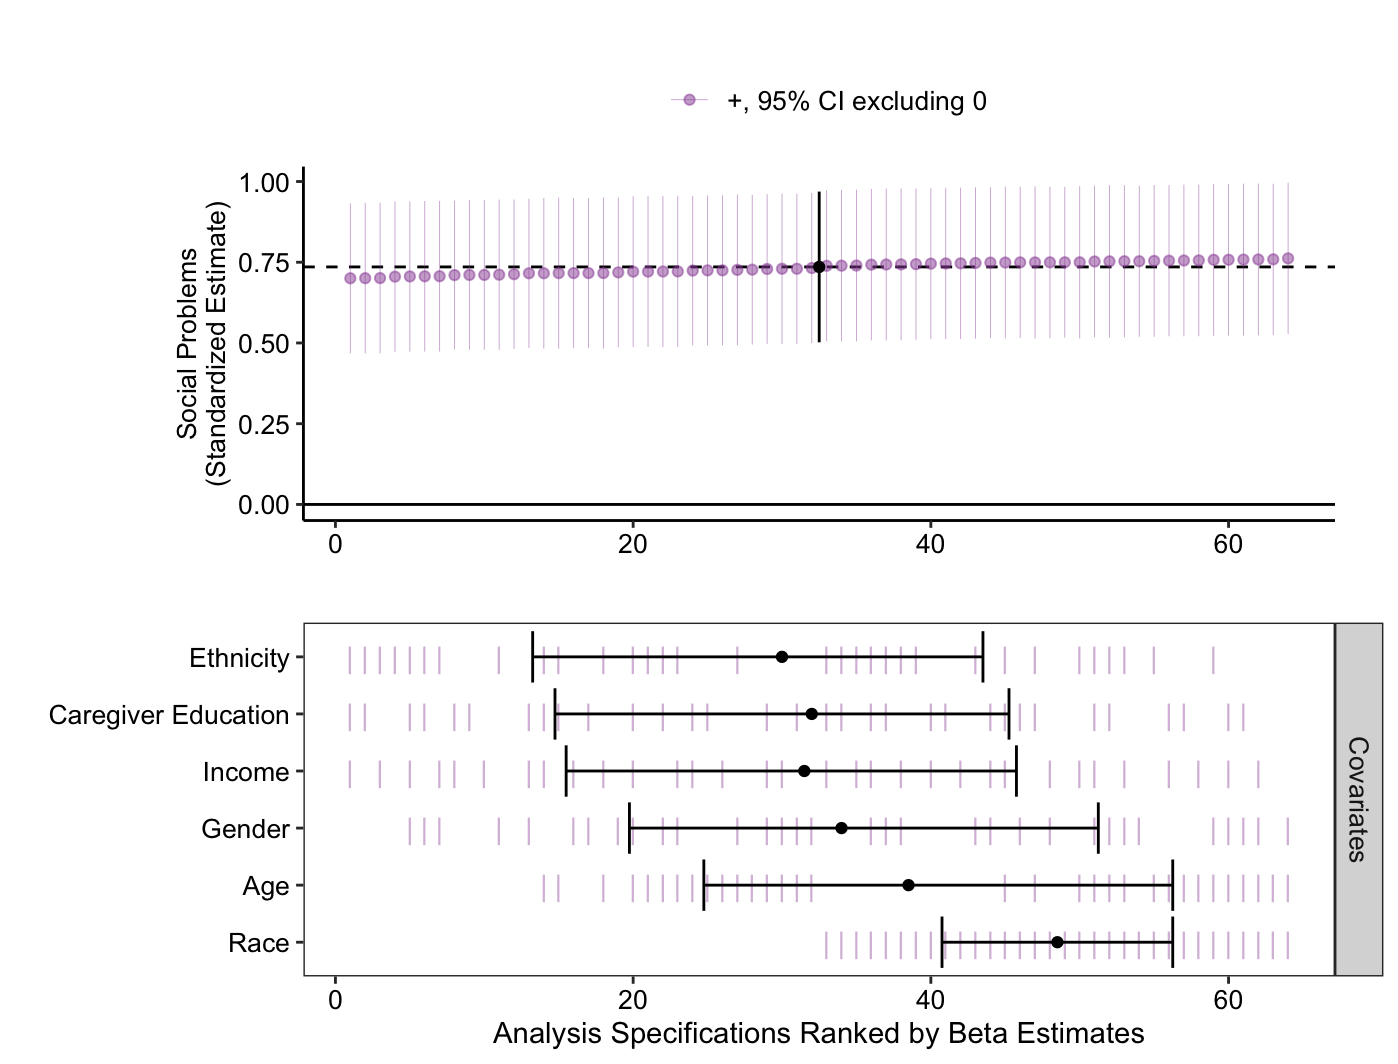 +, 95% CI excluding 0
Social Problems
(Standardized Estimate)
1.00
0.75
0.50
0.25
0.00
0 20 40 60
Ethnicity
Caregiver Education
Income
Gender
Age
Race
Covariates
0 20 40 60
Analysis Specifications Ranked by Beta Estimates